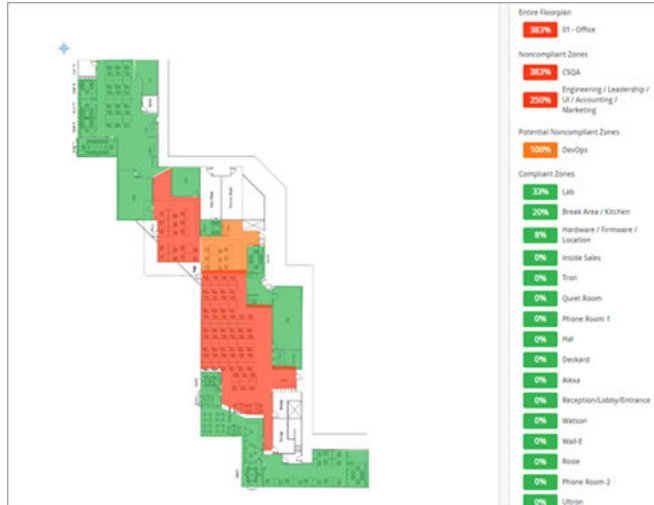 Entire Floorplan
383% 01 - Office
Noncompliant Zones
383% CSQA
250% Engineering / Leadership /
UI / Accounting /
Marketing
Potential Noncompliant Zones
100% DevOps
Compliant Zones
33% Lab
20% Break Area / Kitchen
8% Hardware / Firmware /
Location
0% Inside Sales
0% Tron
0% Quiet Room
0% Phone Room 1
0% Hal
0% Deckard
0% Alexa
0% Reception/Lobby/Entrance
0% Watson
0% Wall-E
0% Rosie
0% Phone Room 2
0% Ultron